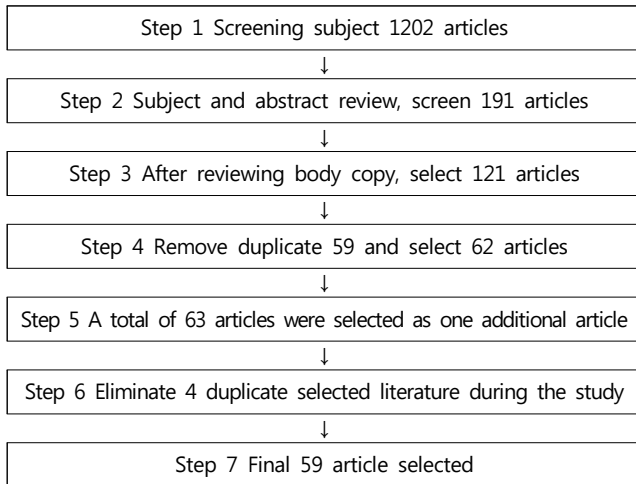 Step 1 Screening subject 1202 articles
↓
Step 2 Subject and abstract review, screen 191 articles
↓
Step 3 After reviewing body copy, select 121 articles
↓
Step 4 Remove duplicate 59 and select 62 articles
↓
Step 5 A total of 63 articles were selected as one additional article
↓
Step 6 Eliminate 4 duplicate selected literature during the study
↓
Step 7 Final 59 article selected